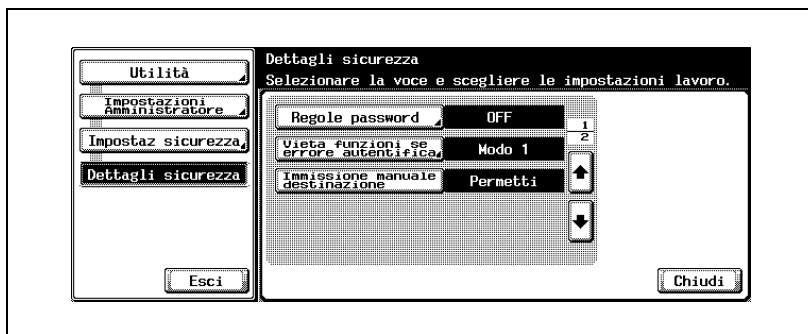 Utilità
Impostazioni
Amministratore
Impostaz sicurezza
Dettagli sicurezza
Esci
Dettagli sicurezza
Selezionare la voce e scegliere le impostazioni lavoro.
Regole password OFF
Vieta funzioni se
errore autentifica
Modo 1
Immissione manuale
destinazione
Permetti
1
2
Chiudi